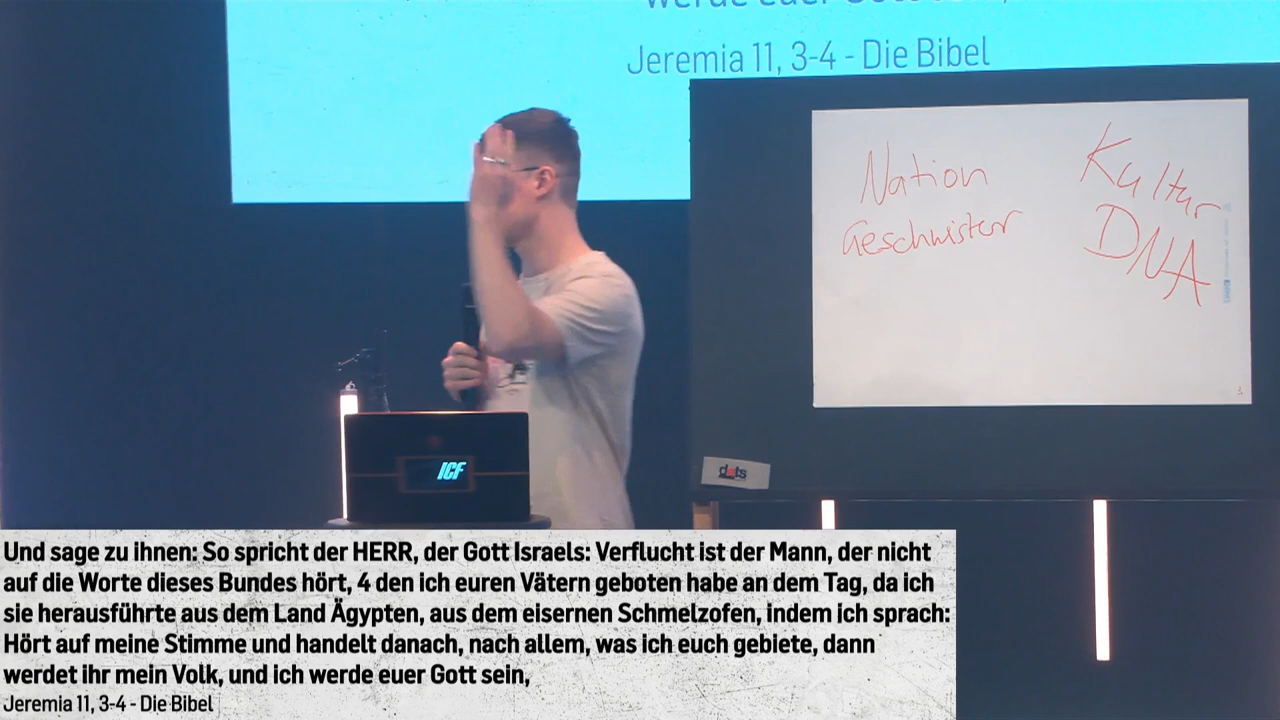 Jeremia 11, 3-4 - Die Bibel
Nation
Geschwister
Kultur
DNA
dots
ICF
Und sage zu ihnen: So spricht der HERR, der Gott Israels: Verflucht ist der Mann, der nicht
auf die Worte dieses Bundes hört, 4 den ich euren Vätern geboten habe an dem Tag, da ich
sie herausführte aus dem Land Ägypten, aus dem eisernen Schmelzofen, indem ich sprach:
Hört auf meine Stimme und handelt danach, nach allem, was ich euch gebiete, dann
werdet ihr mein Volk, und ich werde euer Gott sein,
Jeremia 11, 3-4 - Die Bibel